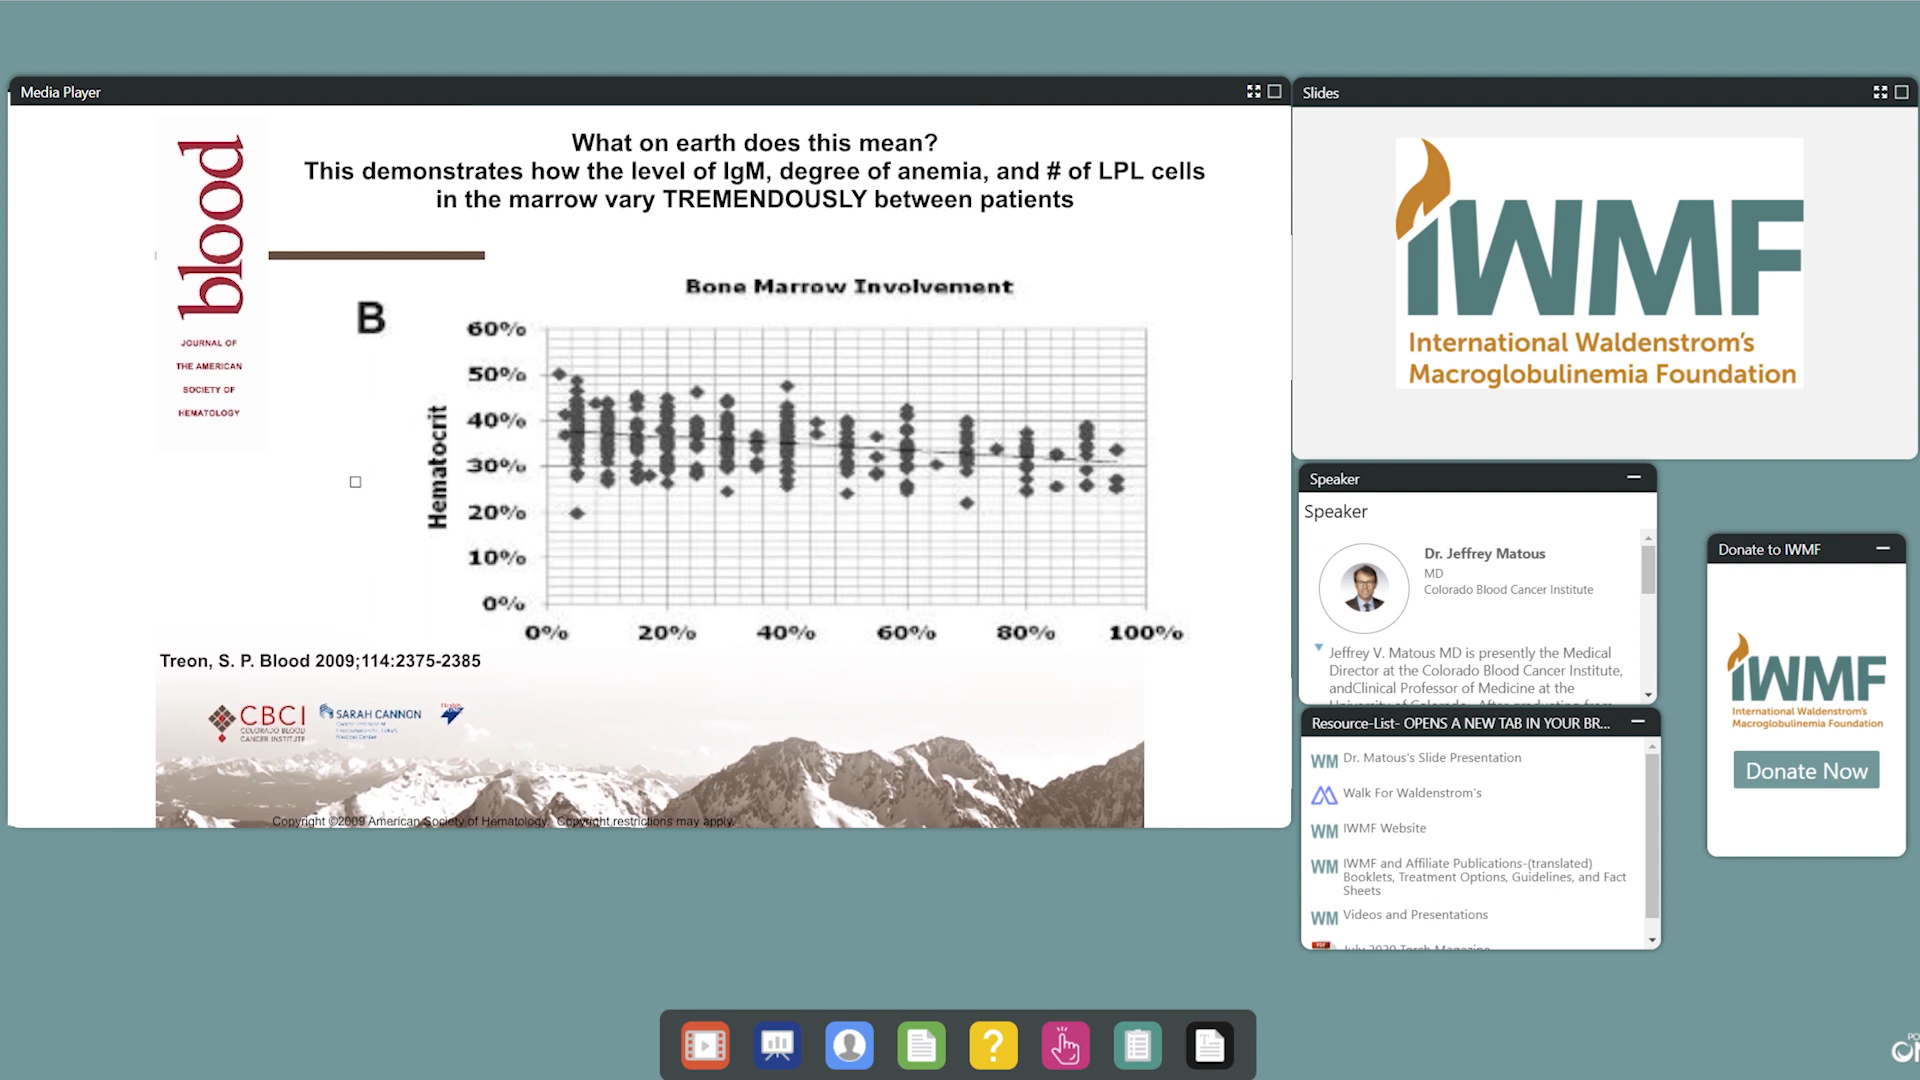 Media Player
blood
JOURNAL OF
THE AMERICAN
SOCIETY OF
HEMATOLOGY
What on earth does this mean?
This demonstrates how the level of IgM, degree of anemia, and # of LPL cells
in the marrow vary TREMENDOUSLY between patients
B
Bone Marrow Involvement
Hematocrit
60%
50%
40%
30%
20%
10%
0%
0% 20% 40% 60% 80% 100%
Treon, S. P. Blood 2009;114:2375-2385
CBCI
COLORADO BLOOD
CANCER INSTITUTE
SARAH CANNON
Copyright ©2009 American Society of Hematology. Copyright restrictions may apply.
Slides
IWMF
International Waldenstrom's
Macroglobulinemia Foundation
Speaker
Speaker
Dr. Jeffrey Matous
MD
Colorado Blood Cancer Institute
Jeffrey V. Matous MD is presently the Medical
Director at the Colorado Blood Cancer Institute,
andClinical Professor of Medicine at the
Resource-List- OPENS A NEW TAB IN YOUR BR...
WM Dr. Matous's Slide Presentation
Walk For Waldenstrom's
WM IWMF Website
WM IWMF and Affiliate Publications-(translated)
Booklets, Treatment Options, Guidelines, and Fact
Sheets
WM Videos and Presentations
July 2020 Torch Magazine
Donate to IWMF
IWMF
International Waldenstrom's
Macroglobulinemia Foundation
Donate Now
?